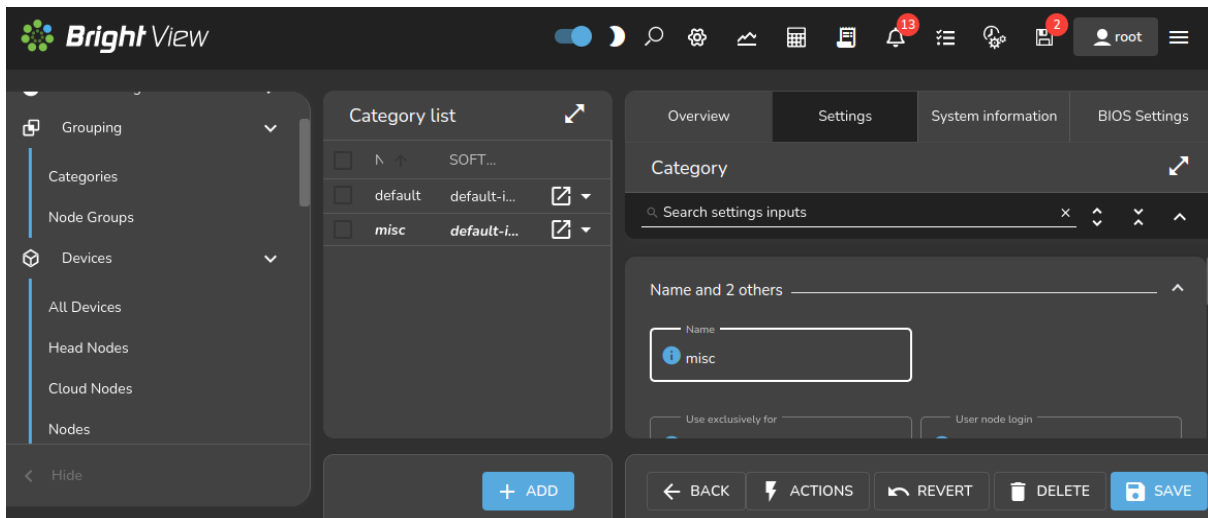 Bright View
13
2
root
Grouping
Categories
Node Groups
Devices
All Devices
Head Nodes
Cloud Nodes
Nodes
Hide
Category list
SOFT...
default default-i...
misc default-i...
ADD
Overview Settings System information BIOS Settings
Category
Search settings inputs
Name and 2 others
Name
misc
Use exclusively for User node login
BACK ACTIONS REVERT DELETE SAVE